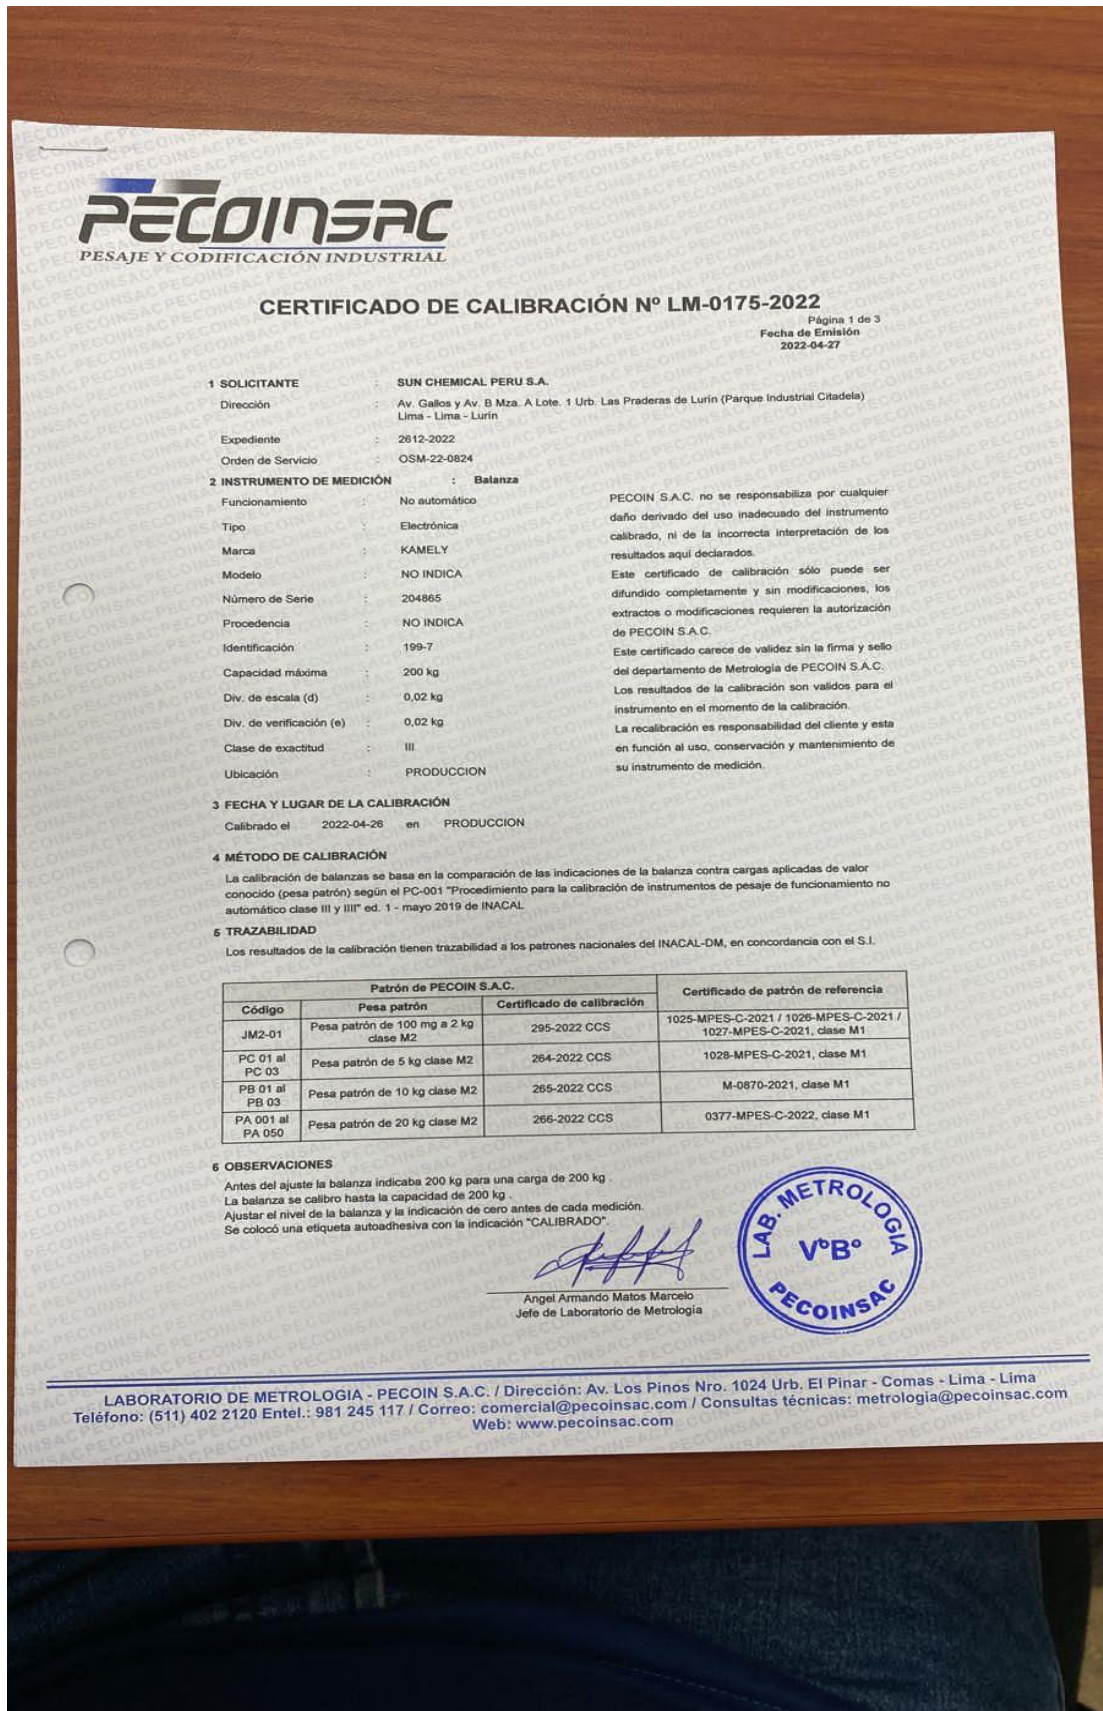 PECOINSAC
PESAJE Y CODIFICACIÓN INDUSTRIAL
CERTIFICADO DE CALIBRACIÓN Nº LM-0175-2022
Página 1 de 3
Fecha de Emisión
2022-04-27
1 SOLICITANTE : SUN CHEMICAL PERU S.A.
Dirección : Av. Gallos y Av. B Mza. A Lote. 1 Urb. Las Praderas de Lurin (Parque Industrial Citadela)
Lima - Lima - Lurin
Expediente : 2612-2022
Orden de Servicio : OSM-22-0824
2 INSTRUMENTO DE MEDICIÓN : Balanza
Funcionamiento : No automático
Tipo : Electrónica
Marca : KAMELY
Modelo : NO INDICA
Número de Serie : 204865
Procedencia : NO INDICA
Identificación : 199-7
Capacidad máxima : 200 kg
Div. de escala (d) : 0,02 kg
Div. de verificación (e) : 0,02 kg
Clase de exactitud : III
Ubicación : PRODUCCION
PECOIN S.A.C. no se responsabiliza por cualquier
daño derivado del uso inadecuado del instrumento
calibrado, ni de la incorrecta interpretación de los
resultados aqui declarados.
Este certificado de calibración sólo puede ser
difundido completamente y sin modificaciones, los
extractos o modificaciones requieren la autorización
de PECOIN S.A.C.
Este certificado carece de validez sin la firma y sello
del departamento de Metrologia de PECOIN S.A.C.
Los resultados de la calibración son validos para el
instrumento en el momento de la calibración.
La recalibración es responsabilidad del cliente y esta
en función al uso, conservación y mantenimiento de
su instrumento de medición.
3 FECHA Y LUGAR DE LA CALIBRACIÓN
Calibrado el 2022-04-26 en PRODUCCION
4 MÉTODO DE CALIBRACIÓN
La calibración de balanzas se basa en la comparación de las indicaciones de la balanza contra cargas aplicadas de valor
conocido (pesa patrón) según el PC-001 "Procedimiento para la calibración de instrumentos de pesaje de funcionamiento no
automático clase III y IIII" ed. 1 - mayo 2019 de INACAL
5 TRAZABILIDAD
Los resultados de la calibración tienen trazabilidad a los patrones nacionales del INACAL-DM, en concordancia con el S.I.
Patrón de PECOIN S.A.C.
Certificado de patrón de referencia
Código Pesa patrón Certificado de calibración
JM2-01 Pesa patrón de 100 mg a 2 kg clase M2 295-2022 CCS 1025-MPES-C-2021 / 1026-MPES-C-2021 / 1027-MPES-C-2021, clase M1
PC 01 al PC 03 Pesa patrón de 5 kg clase M2 264-2022 CCS 1028-MPES-C-2021, clase M1
PB 01 al PB 03 Pesa patrón de 10 kg clase M2 265-2022 CCS M-0870-2021, clase M1
PA 001 al PA 050 Pesa patrón de 20 kg clase M2 266-2022 CCS 0377-MPES-C-2022, clase M1
6 OBSERVACIONES
Antes del ajuste la balanza indicaba 200 kg para una carga de 200 kg .
La balanza se calibro hasta la capacidad de 200 kg .
Ajustar el nivel de la balanza y la indicación de cero antes de cada medición.
Se colocó una etiqueta autoadhesiva con la indicación "CALIBRADO".
Angel Armando Matos Marcelo
Jefe de Laboratorio de Metrologia
LAB. METROLOGIA
VºBº
PECOINSAC
LABORATORIO DE METROLOGIA - PECOIN S.A.C. / Dirección: Av. Los Pinos Nro. 1024 Urb. El Pinar - Comas - Lima - Lima
Teléfono: (511) 402 2120 Entel.: 981 245 117 / Correo: comercial@pecoinsac.com / Consultas técnicas: metrologia@pecoinsac.com
Web: www.pecoinsac.com